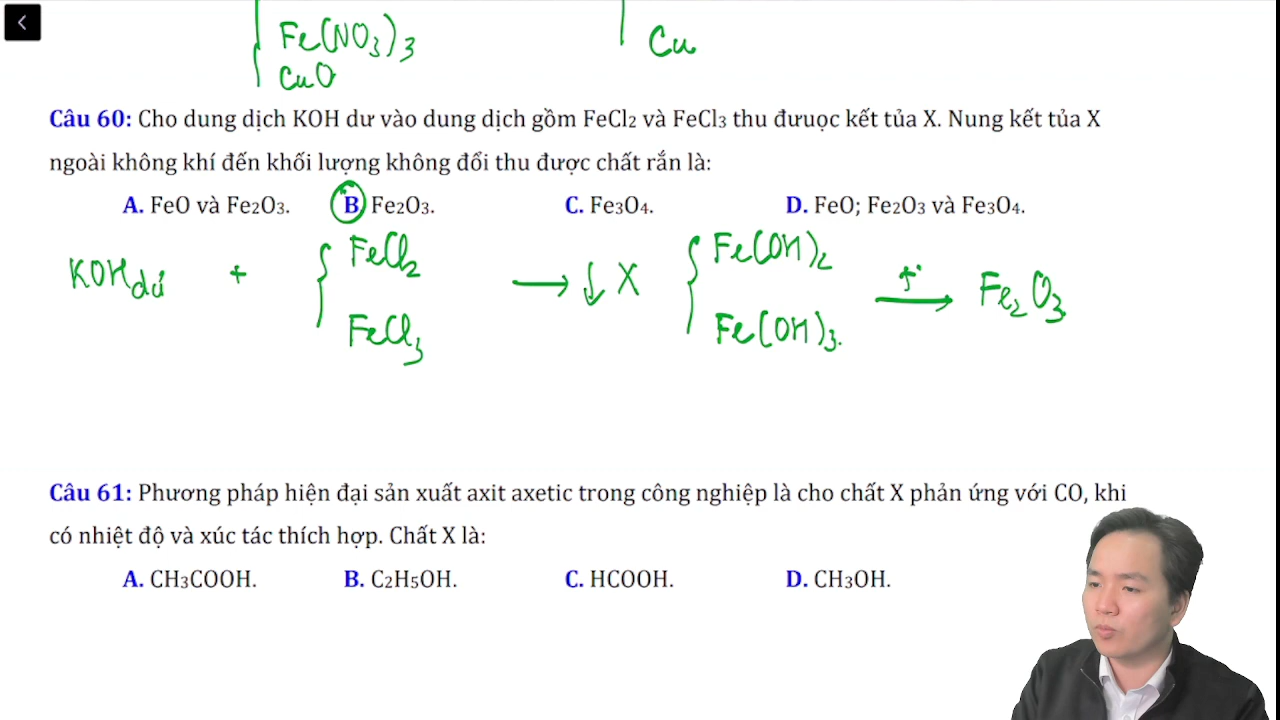 Fe(NO3)3
Cu
CuO
Câu 60: Cho dung dịch KOH dư vào dung dịch gồm FeCl2 và FeCl3 thu đưuọc kết tủa X. Nung kết tủa X
ngoài không khí đến khối lượng không đổi thu được chất rắn là:
A. FeO và Fe2O3. B. Fe2O3. C. Fe3O4. D. FeO; Fe2O3 và Fe3O4.
KOH dư + { FeCl2 FeCl3 → ↓ X { Fe(OH)2 Fe(OH)3. t° → Fe2O3
Câu 61: Phương pháp hiện đại sản xuất axit axetic trong công nghiệp là cho chất X phản ứng với CO, khi
có nhiệt độ và xúc tác thích hợp. Chất X là:
A. CH3COOH. B. C2H5OH. C. HCOOH. D. CH3OH.